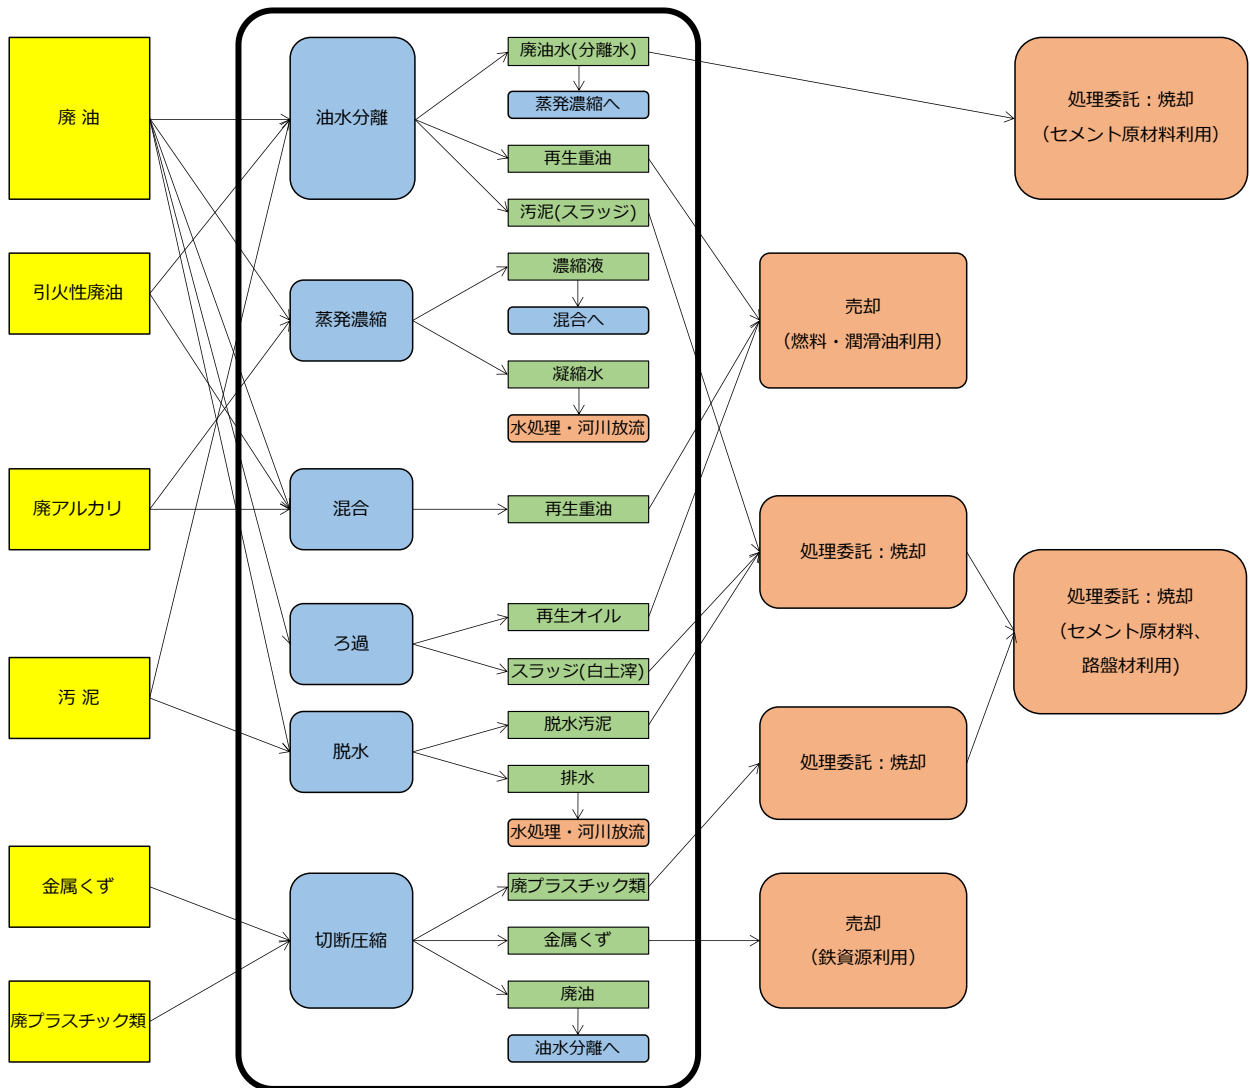 廃 油
引火性廃油
廃アルカリ
汚 泥
金属くず
廃プラスチック類
油水分離
蒸発濃縮
混合
ろ過
脱水
切断圧縮
廃油水(分離水)
蒸発濃縮へ
再生重油
汚泥(スラッジ)
濃縮液
混合へ
凝縮水
水処理・河川放流
再生重油
再生オイル
スラッジ(白土滓)
脱水汚泥
排水
水処理・河川放流
廃プラスチック類
金属くず
廃油
油水分離へ
売却
（燃料・潤滑油利用）
処理委託：焼却
処理委託：焼却
売却
（鉄資源利用）
処理委託：焼却
（セメント原材料利用）
処理委託：焼却
（セメント原材料、
路盤材利用)